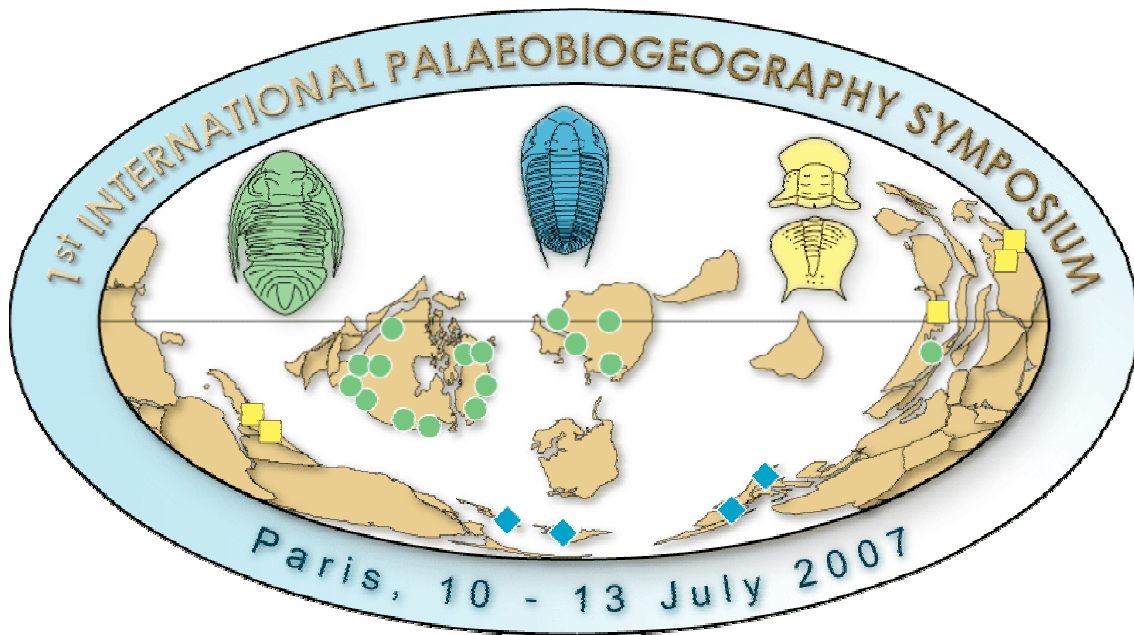 1st INTERNATIONAL PALAEOBIOGEOGRAPHY SYMPOSIUM
Paris, 10 - 13 July 2007